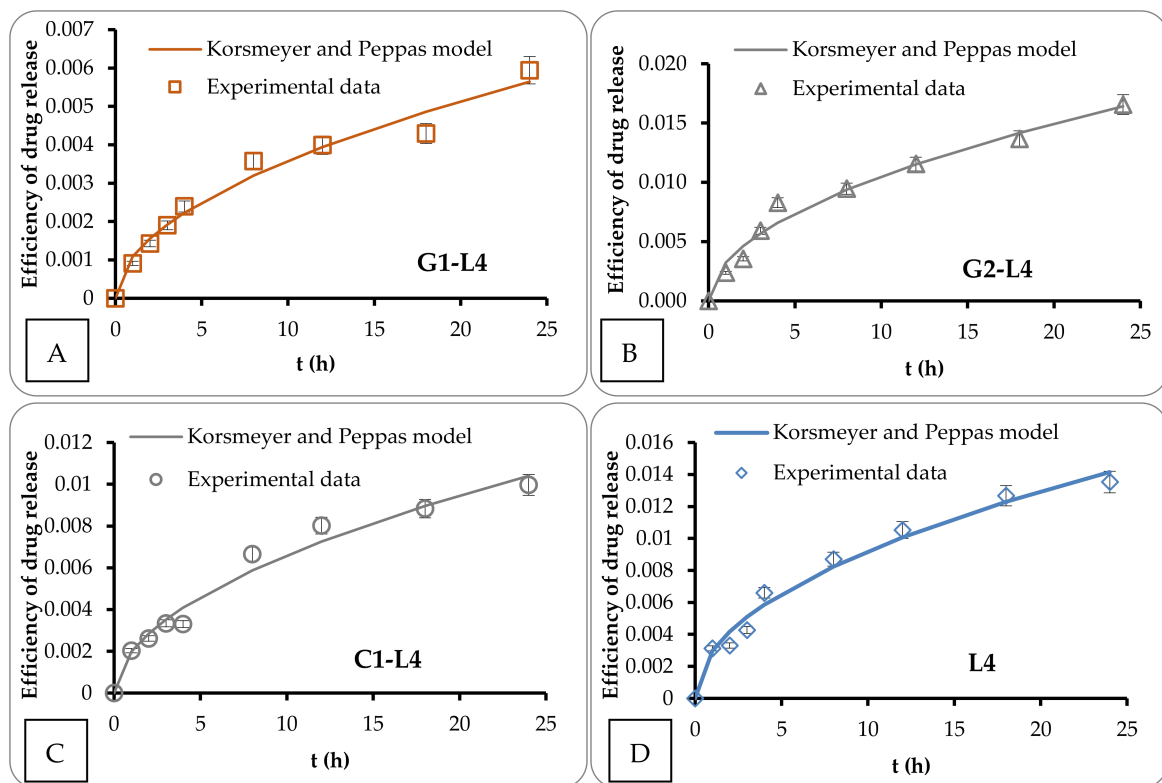 0.007
0.006
0.005
0.004
0.003
0.002
0.001
0
Efficiency of drug release
Korsmeyer and Peppas model
Experimental data
G1-L4
0 5 10 15 20 25
t (h)
A
0.020
0.015
0.010
0.005
0.000
Efficiency of drug release
Korsmeyer and Peppas model
Experimental data
G2-L4
0 5 10 15 20 25
t (h)
B
0.012
0.01
0.008
0.006
0.004
0.002
0
Efficiency of drug release
Korsmeyer and Peppas model
Experimental data
C1-L4
0 5 10 15 20 25
t (h)
C
0.016
0.014
0.012
0.010
0.008
0.006
0.004
0.002
0
Efficiency of drug release
Korsmeyer and Peppas model
Experimental data
L4
0 5 10 15 20 25
t (h)
D